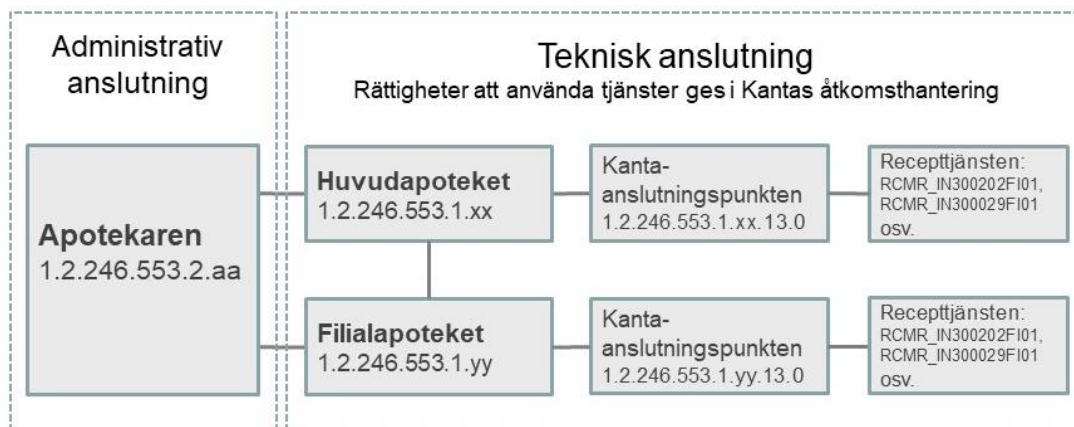 Administrativ
anslutning
Teknisk anslutning
Rättigheter att använda tjänster ges i Kantas åtkomsthantering
Apotekaren
1.2.246.553.2.aa
Huvudapoteket
1.2.246.553.1.xx
Kanta-
anslutningspunkten
1.2.246.553.1.xx.13.0
Recepttjänsten:
RCMR_IN300202FI01,
RCMR_IN300029FI01
osv.
Filialapoteket
1.2.246.553.1.yy
Kanta-
anslutningspunkten
1.2.246.553.1.yy.13.0
Recepttjänsten:
RCMR_IN300202FI01,
RCMR_IN300029FI01
osv.